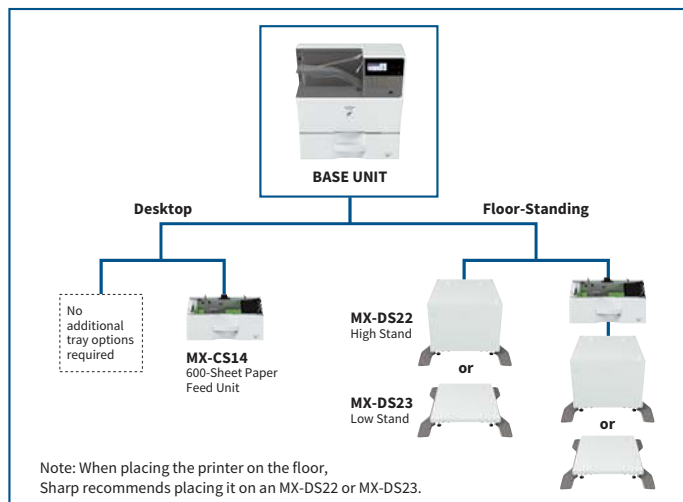 BASE UNIT
Desktop
Floor-Standing
No
additional
tray options
required
MX-CS14
600-Sheet Paper
Feed Unit
MX-DS22
High Stand
or
MX-DS23
Low Stand
or
Note: When placing the printer on the floor,
Sharp recommends placing it on an MX-DS22 or MX-DS23.